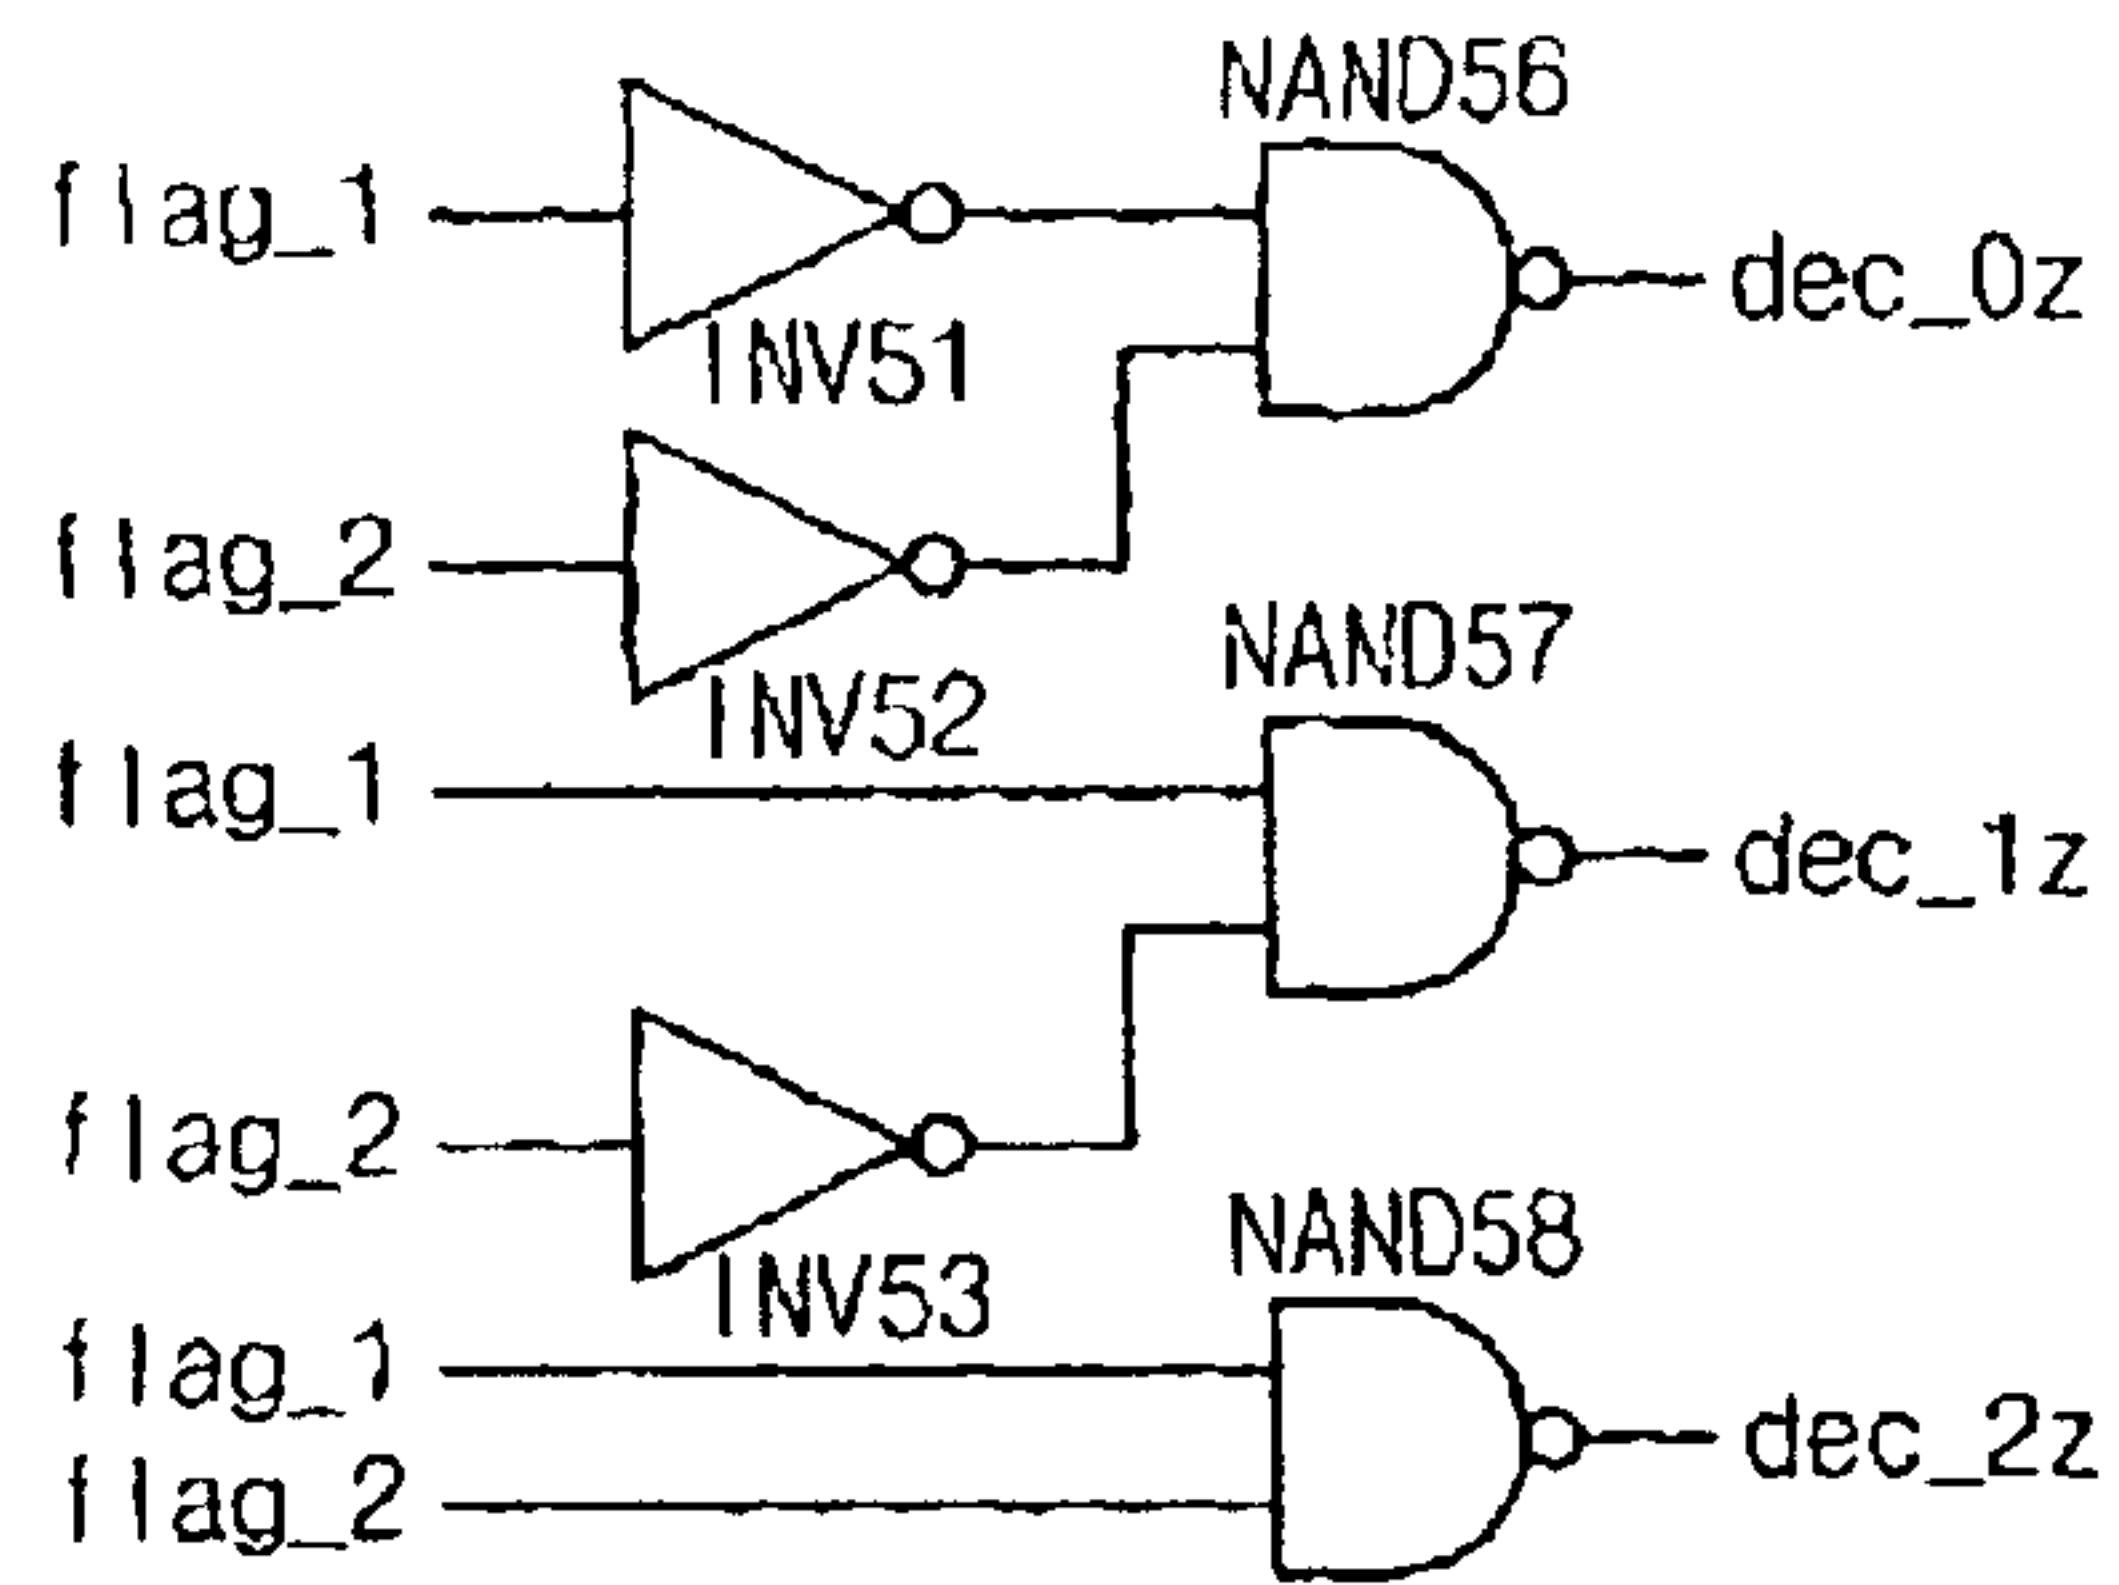 NAND56
flag_1
dec_0z
INV51
flag_2
NAND57
INV52
flag_1
dec_1z
flag_2
NAND58
INV53
flag_1
dec_2z
flag_2